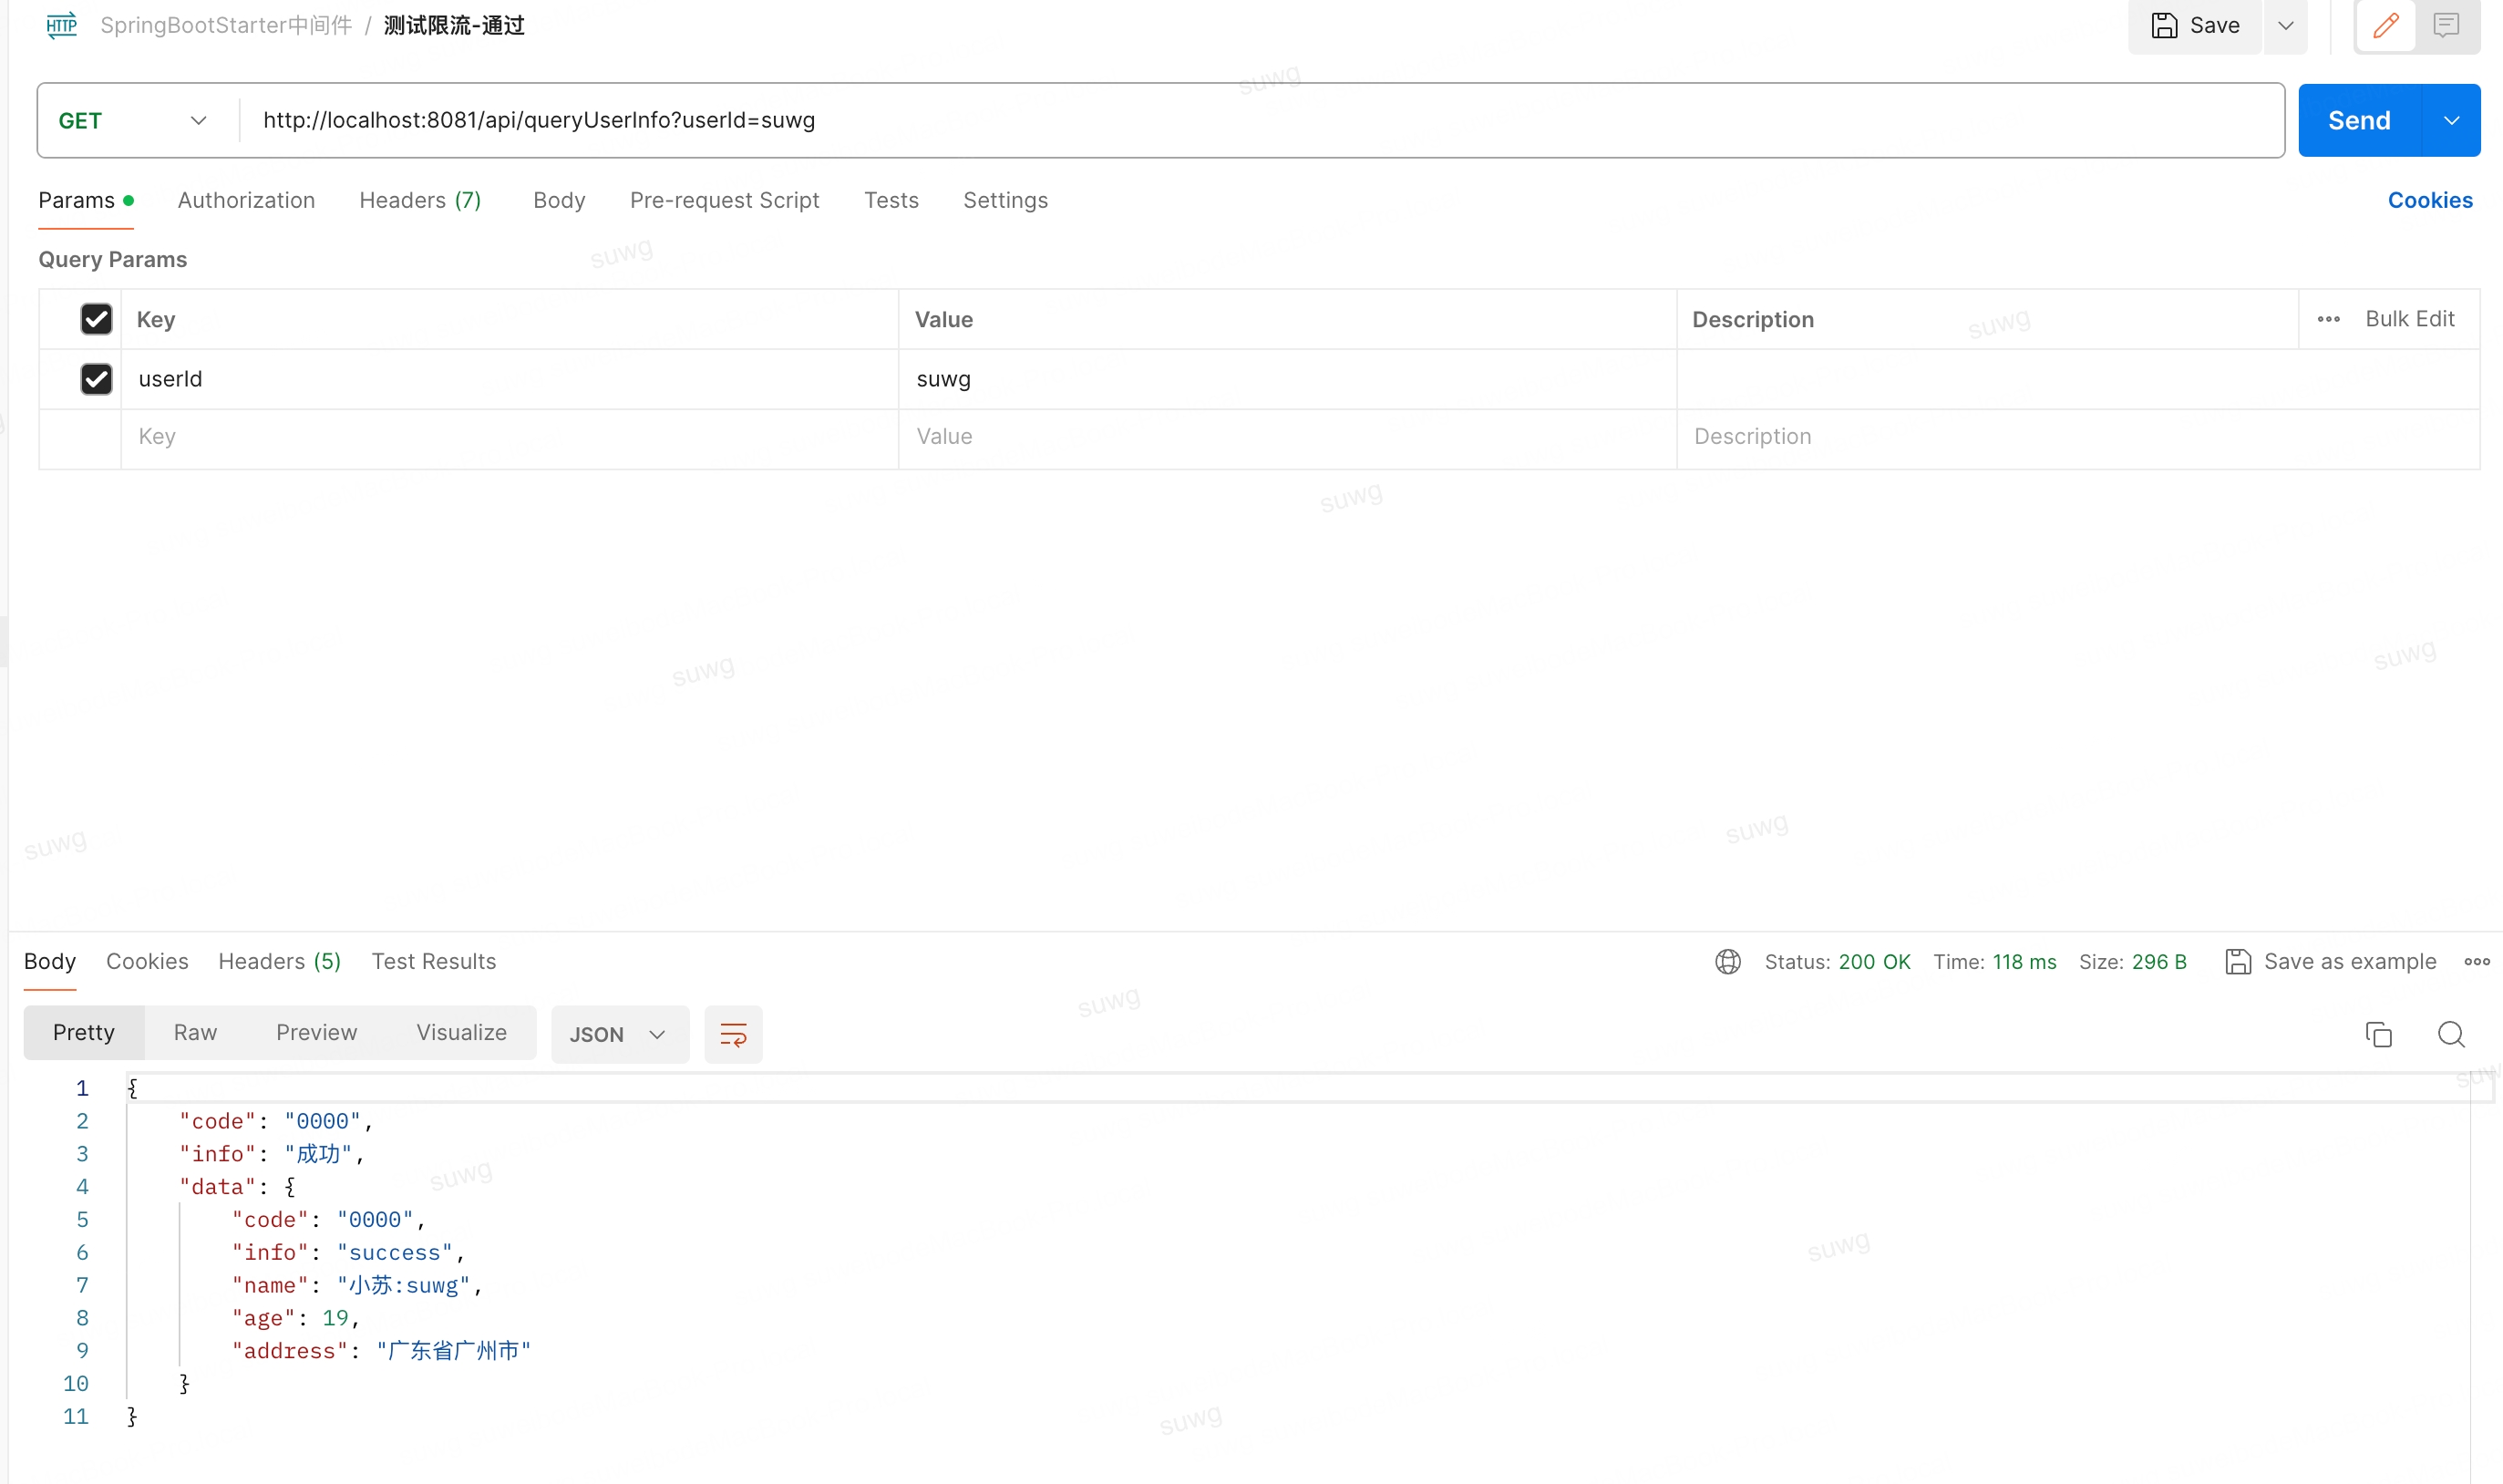 HTTP SpringBootStarter中间件 / 测试限流-通过 Save
GET http://localhost:8081/api/queryUserInfo?userId=suwg Send
Params Authorization Headers (7) Body Pre-request Script Tests Settings Cookies
Query Params
Key Value Description Bulk Edit
userId suwg
Key Value Description
Body Cookies Headers (5) Test Results Status: 200 OK Time: 118 ms Size: 296 B Save as example
Pretty Raw Preview Visualize JSON
1 {
2 "code": "0000",
3 "info": "成功",
4 "data": {
5 "code": "0000",
6 "info": "success",
7 "name": "小苏:suwg",
8 "age": 19,
9 "address": "广东省广州市"
10 }
11 }
suwg
suwg
suwg
suwg
suwg
suwg
suwg
suwg
suwg
suwg
suwg
suwg
suwg